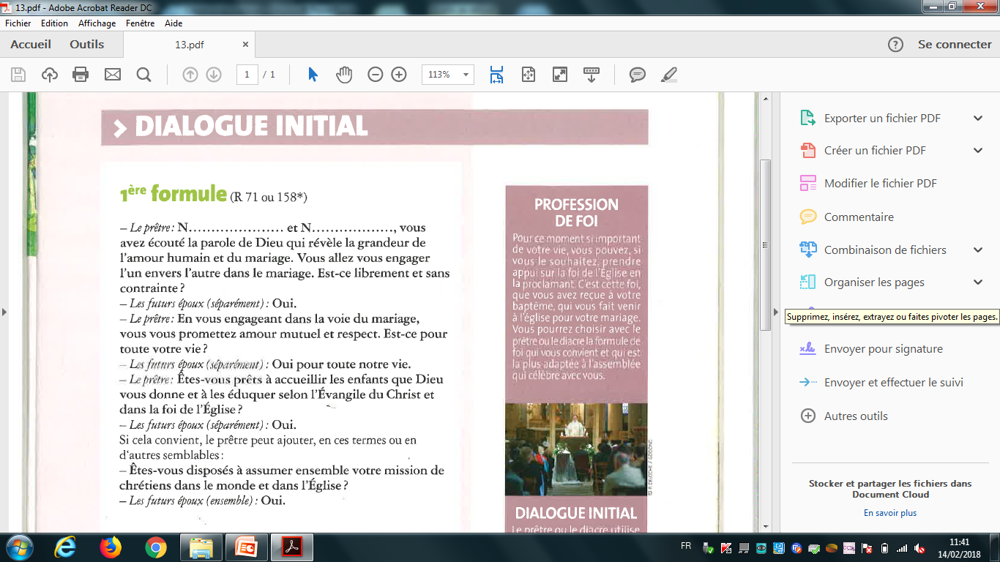 13.pdf - Adobe Acrobat Reader DC
Fichier Edition Affichage Fenêtre Aide
Accueil Outils 13.pdf × ? Se connecter
1 / 1 113%
> DIALOGUE INITIAL
1ère formule (R 71 ou 158*)
– Le prêtre : N.................... et N................., vous
avez écouté la parole de Dieu qui révèle la grandeur de
l'amour humain et du mariage. Vous allez vous engager
l'un envers l'autre dans le mariage. Est-ce librement et sans
contrainte ?
– Les futurs époux (séparément) : Oui.
– Le prêtre : En vous engageant dans la voie du mariage,
vous vous promettez amour mutuel et respect. Est-ce pour
toute votre vie ?
– Les futurs époux (séparément) : Oui pour toute notre vie.
– Le prêtre : Êtes-vous prêts à accueillir les enfants que Dieu
vous donne et à les éduquer selon l'Évangile du Christ et
dans la foi de l'Église ?
– Les futurs époux (séparément) : Oui.
Si cela convient, le prêtre peut ajouter, en ces termes ou en
d'autres semblables :
– Êtes-vous disposés à assumer ensemble votre mission de
chrétiens dans le monde et dans l'Église ?
– Les futurs époux (ensemble) : Oui.
PROFESSION
DE FOI
Pour ce moment si important
de votre vie, vous pouvez, si
vous le souhaitez, prendre
appui sur la foi de l'Église en
la proclamant. C'est cette foi,
que vous avez reçue à votre
baptême, qui vous fait venir
à l'église pour votre mariage.
Vous pourrez choisir avec le
prêtre ou le diacre la formule de
foi qui vous convient et qui est
la plus adaptée à l'assemblée
qui célèbre avec vous.
DIALOGUE INITIAL
Le prêtre ou le diacre utilise
Exporter un fichier PDF
Créer un fichier PDF
Modifier le fichier PDF
Commentaire
Combinaison de fichiers
Organiser les pages
Supprimez, insérez, extrayez ou faites pivoter les pages.
Envoyer pour signature
Envoyer et effectuer le suivi
Autres outils
Stocker et partager les fichiers dans
Document Cloud
En savoir plus
FR
11:41
14/02/2018